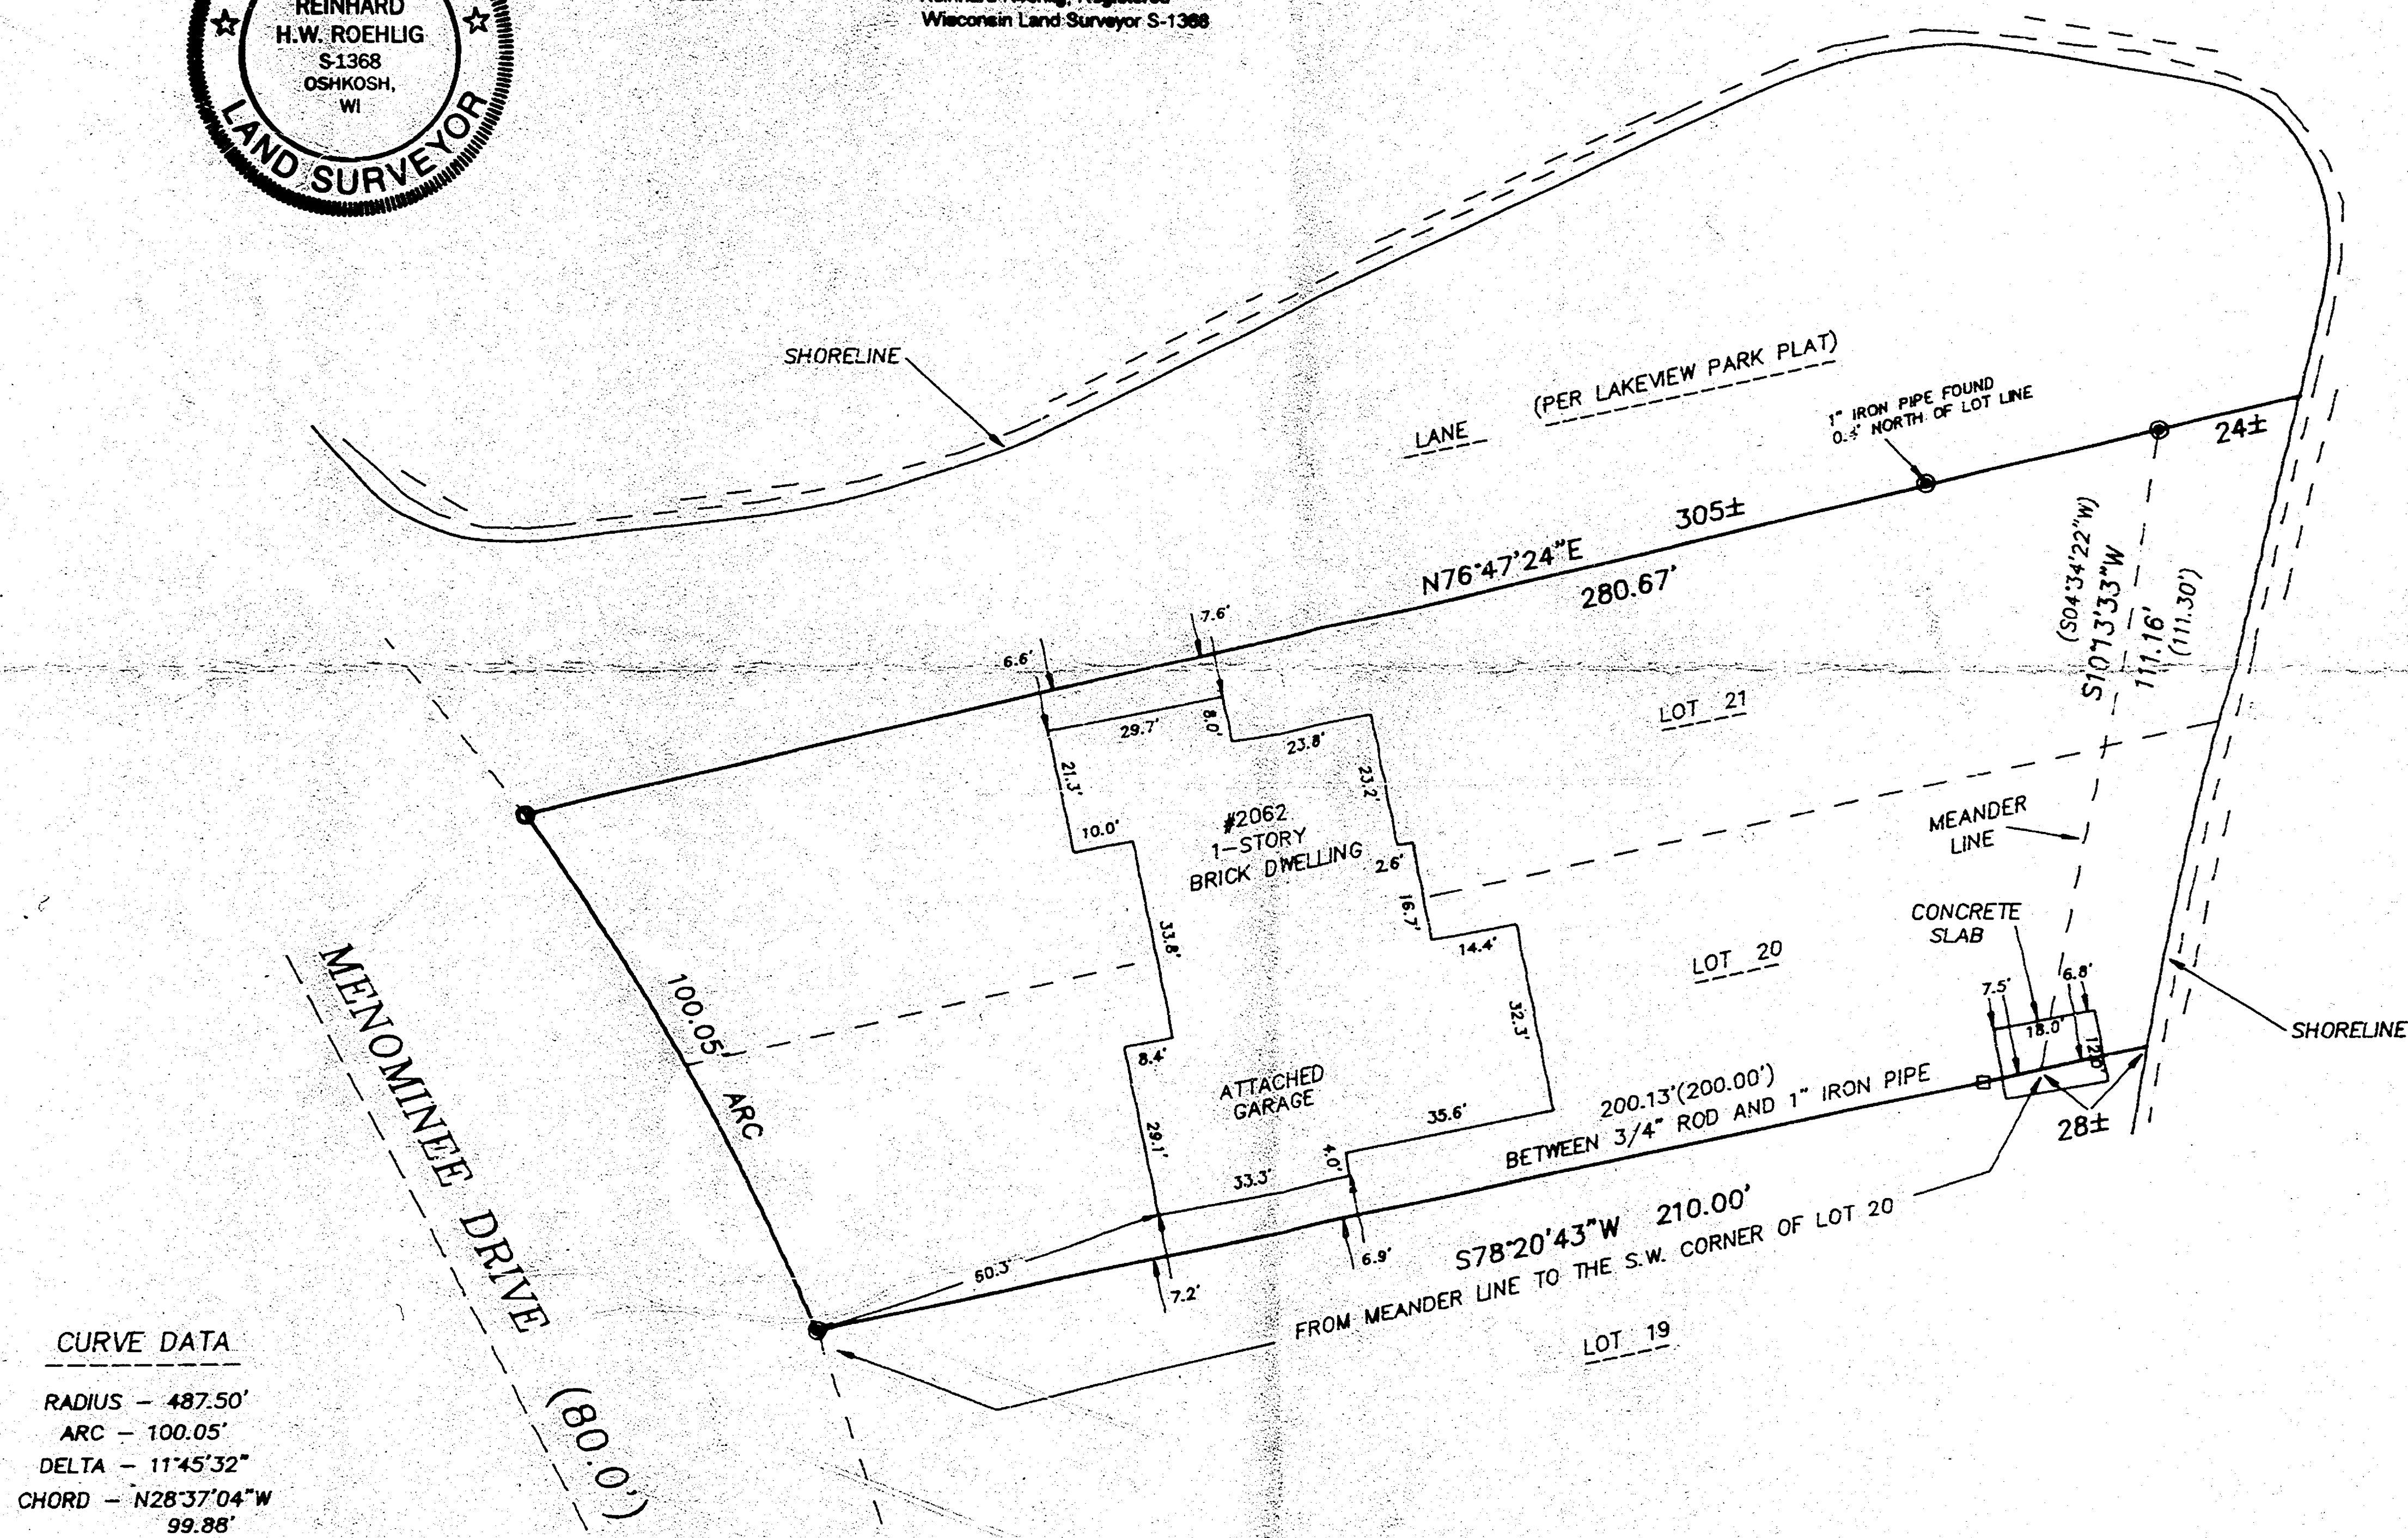 REINHARD
H.W. ROEHLIG
S-1368
OSHKOSH,
WI
LAND SURVEYOR
Wisconsin Land Surveyor S-1368
SHORELINE
LANE (PER LAKEVIEW PARK PLAT)
1" IRON PIPE FOUND
NORTH OF LOT LINE
24±
305±
N76°47'24"E
280.67'
(S04°34'22"W)
S10°13'33"W
111.16'
(111.30')
6.6'
7.6'
29.7'
8.0'
23.8'
21.3'
23.2'
10.0'
#2062
1-STORY
BRICK DWELLING
2.6'
16.7'
33.8'
14.4'
LOT 21
MEANDER
LINE
CONCRETE
SLAB
LOT 20
7.5'
6.8'
18.0'
SHORELINE
28±
100.05' ARC
8.4'
32.3'
ATTACHED
GARAGE
29.1'
35.6'
4.0'
33.3'
200.13'(200.00')
BETWEEN 3/4" ROD AND 1" IRON PIPE
6.9'
7.2'
S78°20'43"W 210.00'
FROM MEANDER LINE TO THE S.W. CORNER OF LOT 20
LOT 19
MENOMINEE DRIVE (80.0')
CURVE DATA
RADIUS - 487.50'
ARC - 100.05'
DELTA - 11°45'32"
CHORD - N28°37'04"W
99.88'